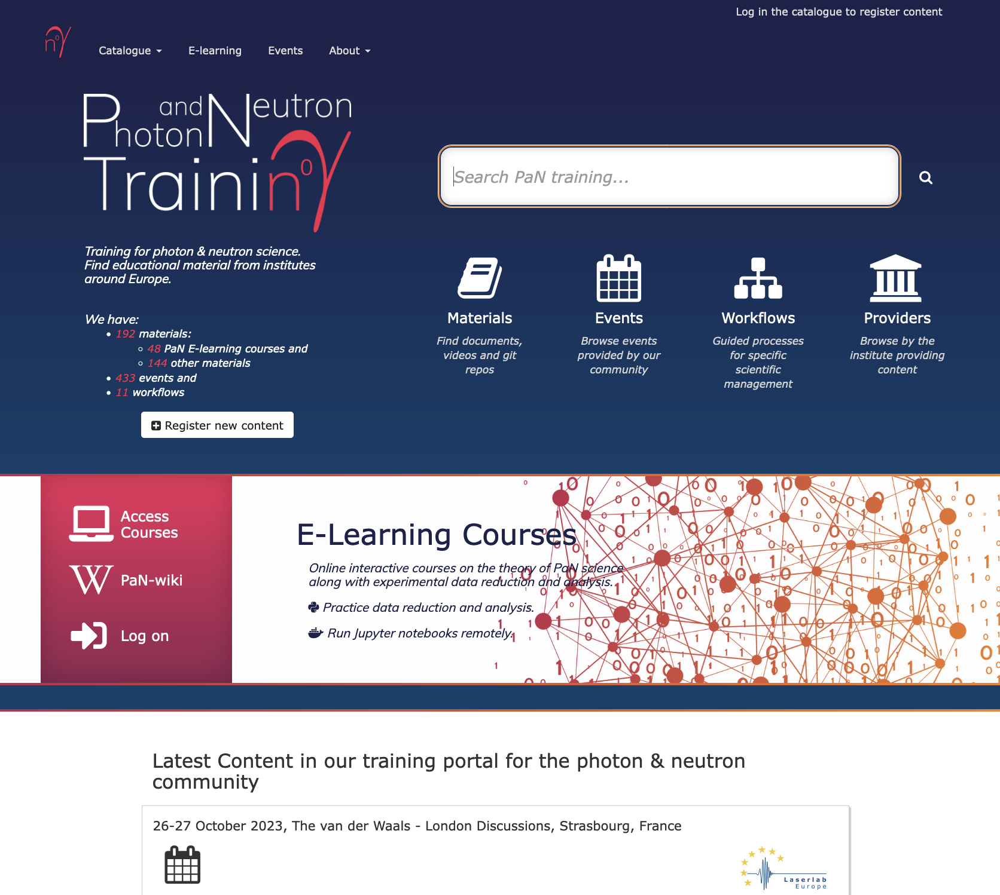 Log in the catalogue to register content
n0γ
Catalogue
E-learning
Events
About
Photon and Neutron
Training
n0
Search PaN training...
Training for photon & neutron science.
Find educational material from institutes
around Europe.
We have:
192 materials:
48 PaN E-learning courses and
144 other materials
433 events and
11 workflows
Register new content
Materials
Find documents,
videos and git
repos
Events
Browse events
provided by our
community
Workflows
Guided processes
for specific
scientific
management
Providers
Browse by the
institute providing
content
Access
Courses
W PaN-wiki
Log on
E-Learning Courses
Online interactive courses on the theory of PaN science
along with experimental data reduction and analysis.
Practice data reduction and analysis.
Run Jupyter notebooks remotely.
Latest Content in our training portal for the photon & neutron
community
26-27 October 2023, The van der Waals - London Discussions, Strasbourg, France
Laserlab
Europe